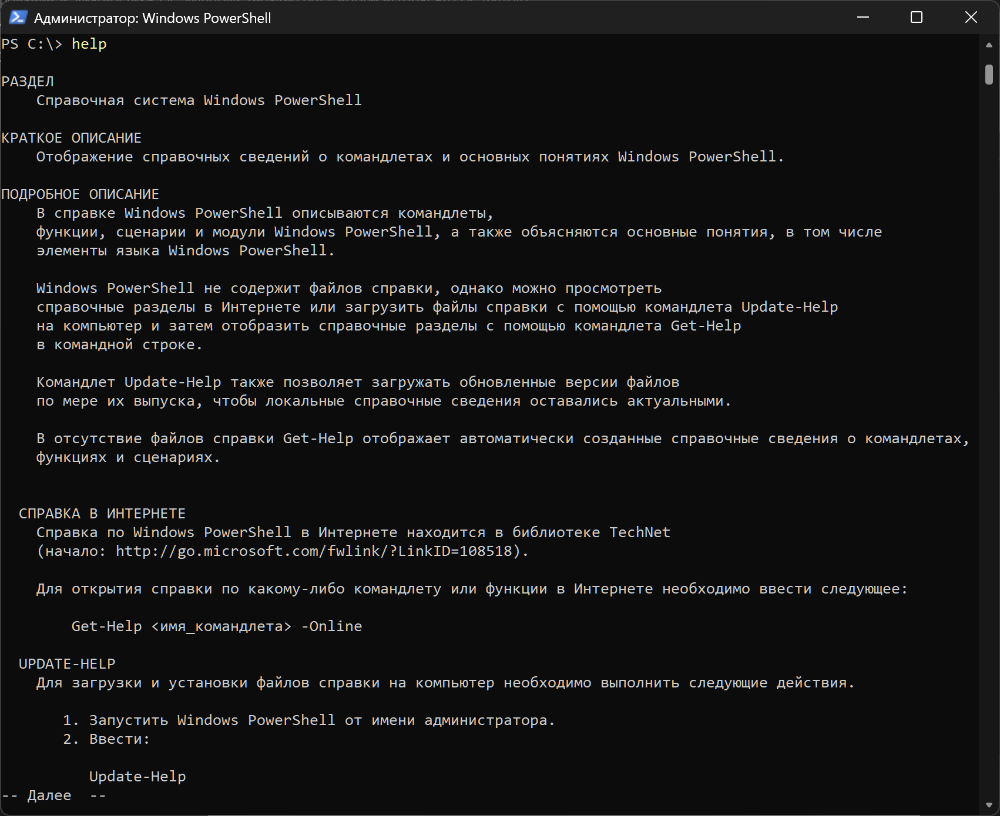 Администратор: Windows PowerShell
PS C:\> help
РАЗДЕЛ
Справочная система Windows PowerShell
КРАТКОЕ ОПИСАНИЕ
Отображение справочных сведений о командлетах и основных понятиях Windows PowerShell.
ПОДРОБНОЕ ОПИСАНИЕ
В справке Windows PowerShell описываются командлеты,
функции, сценарии и модули Windows PowerShell, а также объясняются основные понятия, в том числе
элементы языка Windows PowerShell.
Windows PowerShell не содержит файлов справки, однако можно просмотреть
справочные разделы в Интернете или загрузить файлы справки с помощью командлета Update-Help
на компьютер и затем отобразить справочные разделы с помощью командлета Get-Help
в командной строке.
Командлет Update-Help также позволяет загружать обновленные версии файлов
по мере их выпуска, чтобы локальные справочные сведения оставались актуальными.
В отсутствие файлов справки Get-Help отображает автоматически созданные справочные сведения о командлетах,
функциях и сценариях.
СПРАВКА В ИНТЕРНЕТЕ
Справка по Windows PowerShell в Интернете находится в библиотеке TechNet
(начало: http://go.microsoft.com/fwlink/?LinkID=108518).
Для открытия справки по какому-либо командлету или функции в Интернете необходимо ввести следующее:
Get-Help <имя_командлета> -Online
UPDATE-HELP
Для загрузки и установки файлов справки на компьютер необходимо выполнить следующие действия.
1. Запустить Windows PowerShell от имени администратора.
2. Ввести:
Update-Help
-- Далее  --